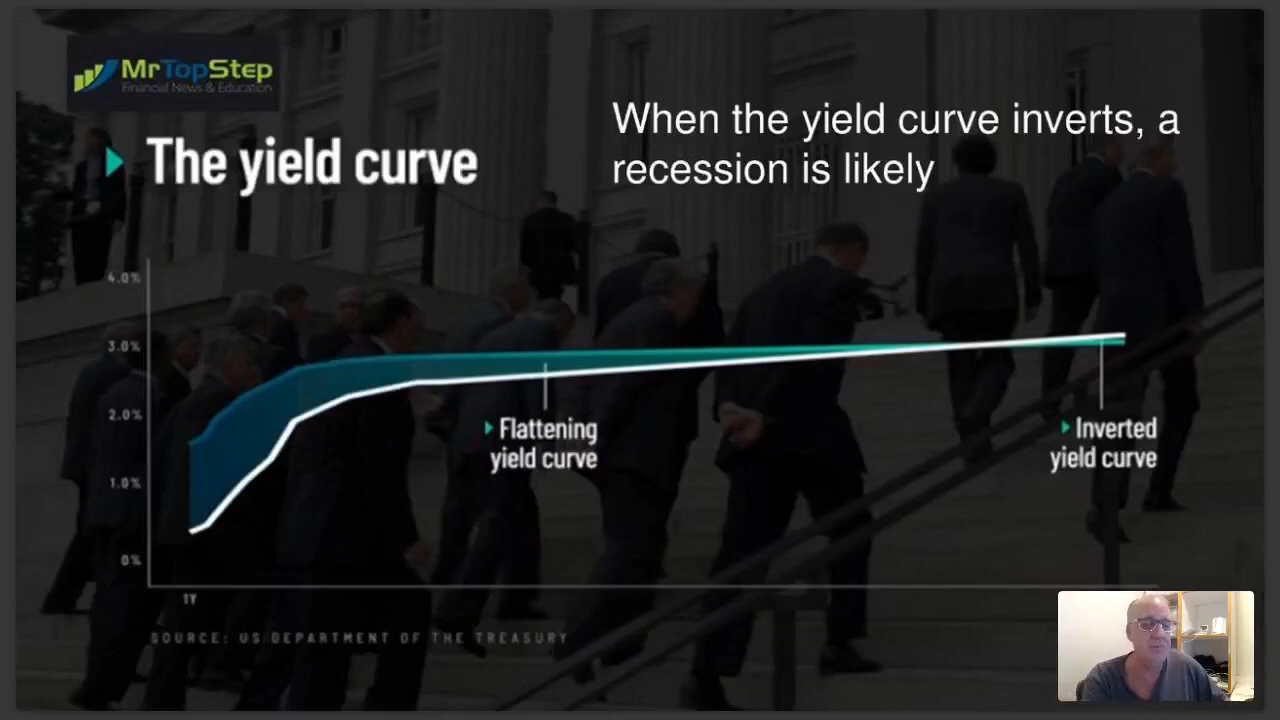 MrTopStep
Financial News & Education
When the yield curve inverts, a
recession is likely
The yield curve
4.0%
3.0%
Flattening
yield curve
Inverted
yield curve
2.0%
1.0%
0%
1Y
SOURCE: US DEPARTMENT OF THE TREASURY